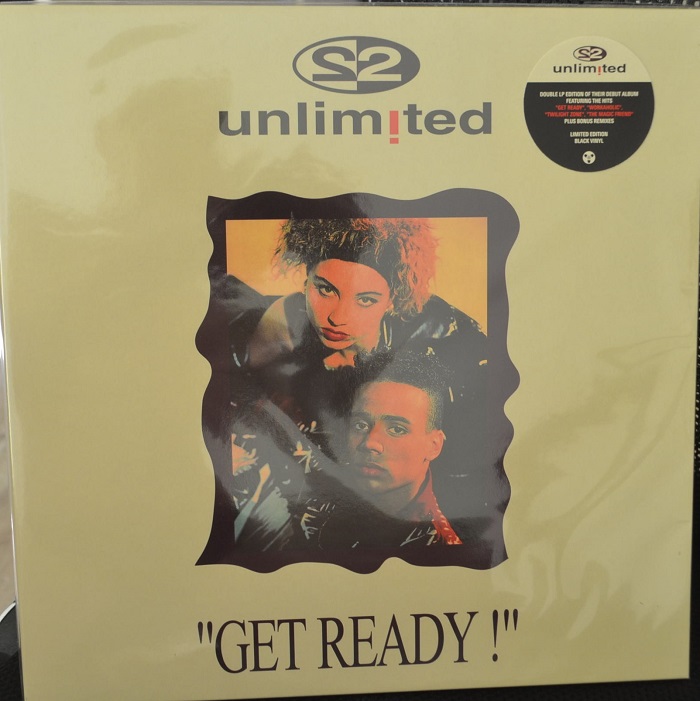 2
unlimited
"GET READY !"
2
unlimited
DOUBLE LP EDITION OF THEIR DEBUT ALBUM
FEATURING THE HITS
"GET READY", "WORKAHOLIC",
"TWILIGHT ZONE", "THE MAGIC FRIEND"
PLUS BONUS REMIXES
LIMITED EDITION
BLACK VINYL